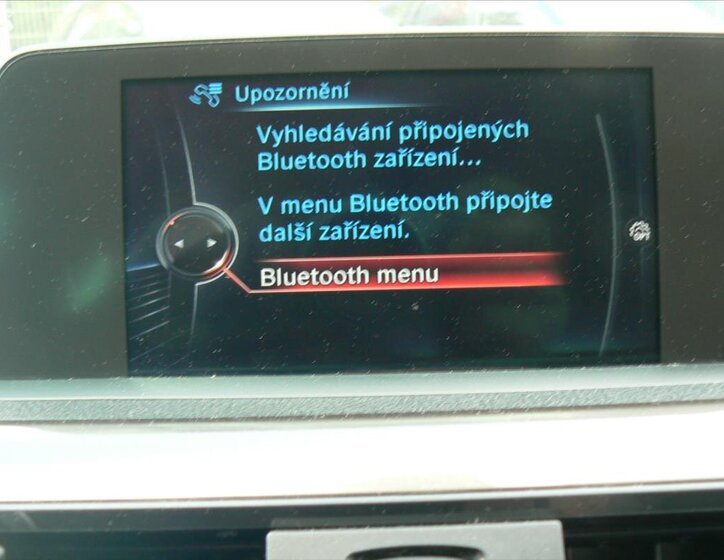 Upozornění
Vyhledávání připojených
Bluetooth zařízení...
V menu Bluetooth připojte
další zařízení.
Bluetooth menu